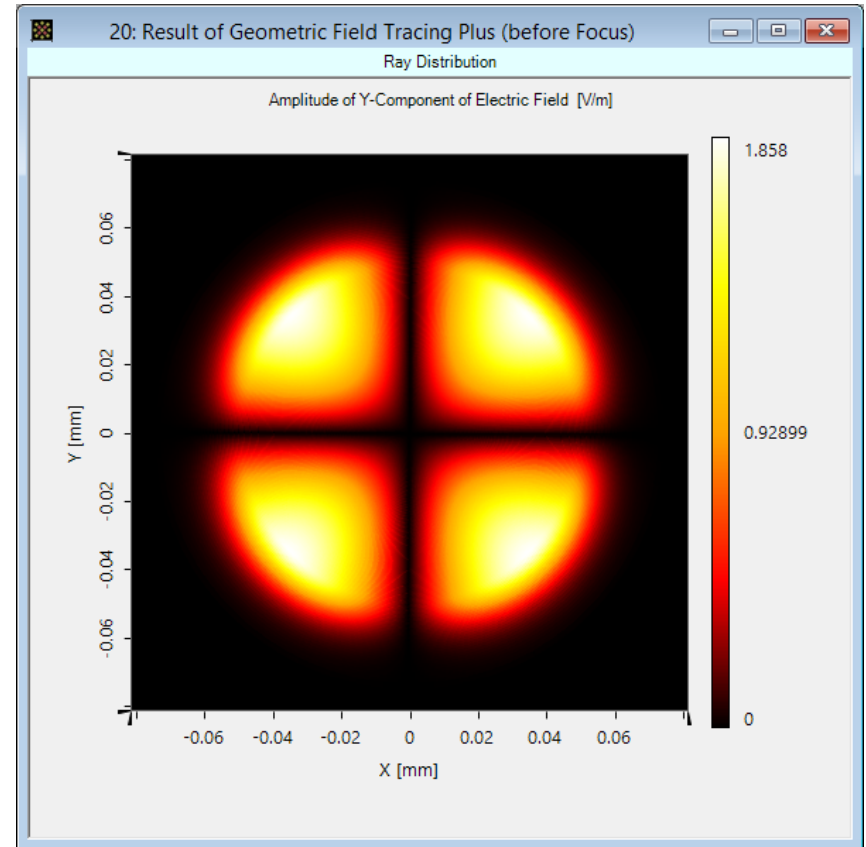 20: Result of Geometric Field Tracing Plus (before Focus)
Ray Distribution
Amplitude of Y-Component of Electric Field [V/m]
1.858
0.92899
0
Y [mm]
0.06
0.04
0.02
0
-0.02
-0.04
-0.06
-0.06 -0.04 -0.02 0 0.02 0.04 0.06
X [mm]